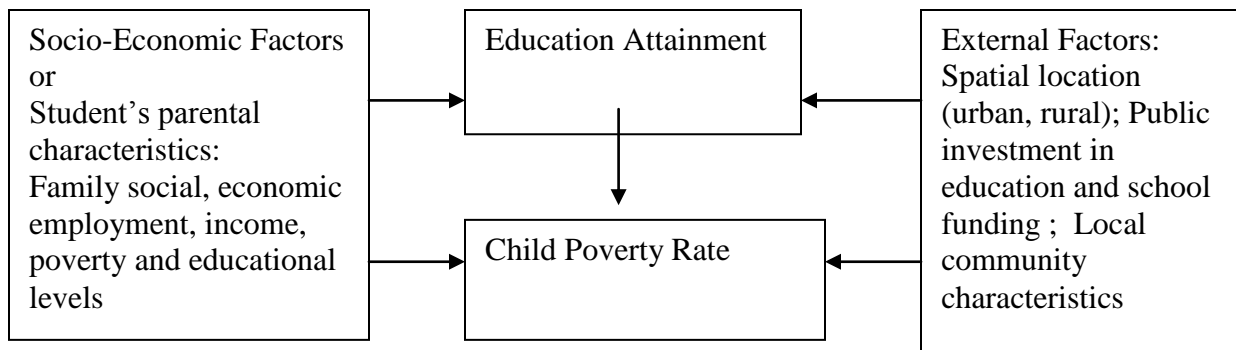 Socio-Economic Factors
or
Student’s parental
characteristics:
Family social, economic
employment, income,
poverty and educational
levels
Education Attainment
Child Poverty Rate
External Factors:
Spatial location
(urban, rural); Public
investment in
education and school
funding ;  Local
community
characteristics